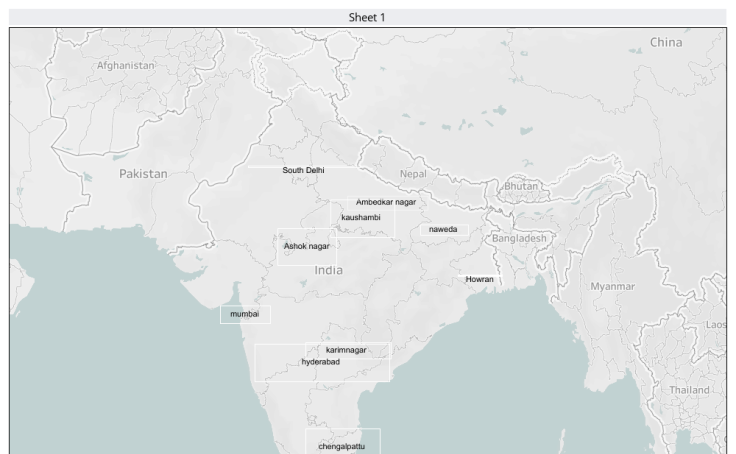 Sheet 1
China
Afghanistan
Pakistan
South Delhi
Nepal
Bhutan
Ambedkar nagar
kaushambi
naweda
Bangladesh
Ashok nagar
India
Howran
Myanmar
mumbai
Laos
karimnagar
hyderabad
Thailand
chengalpattu